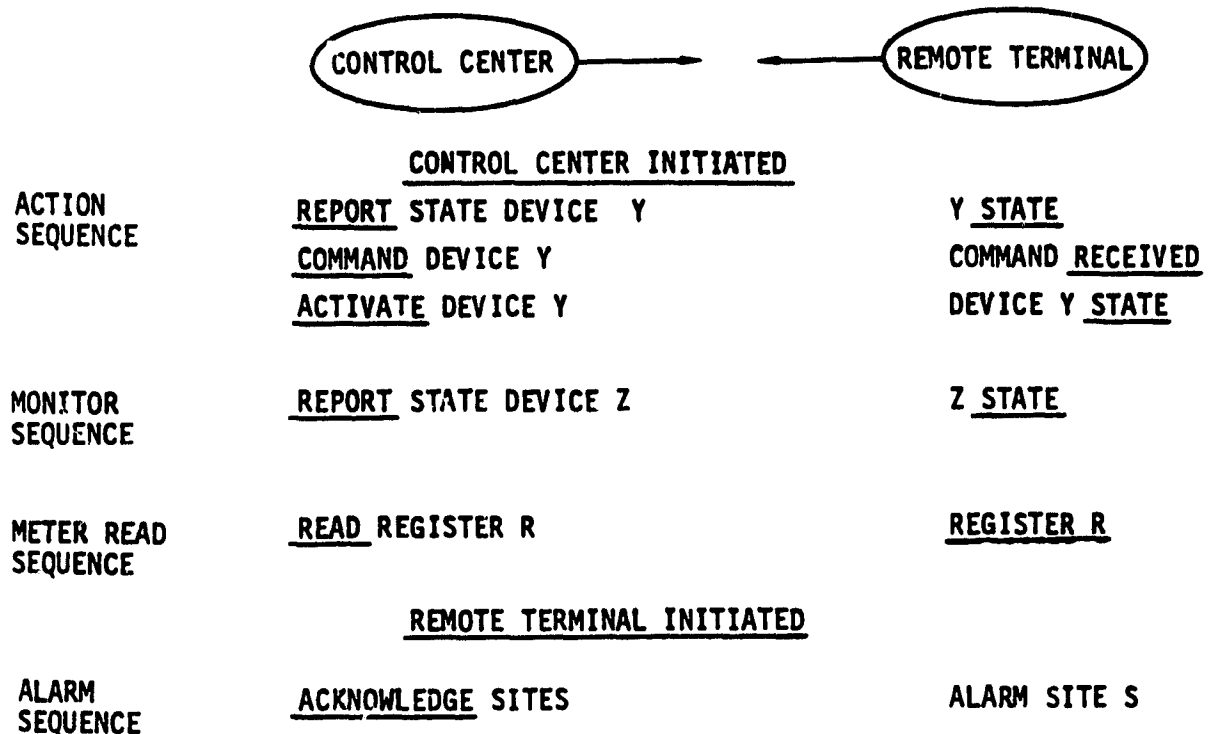 CONTROL CENTER REMOTE TERMINAL
CONTROL CENTER INITIATED
ACTION SEQUENCE
REPORT STATE DEVICE Y Y STATE
COMMAND DEVICE Y COMMAND RECEIVED
ACTIVATE DEVICE Y DEVICE Y STATE
MONITOR SEQUENCE
REPORT STATE DEVICE Z Z STATE
METER READ SEQUENCE
READ REGISTER R REGISTER R
REMOTE TERMINAL INITIATED
ALARM SEQUENCE
ACKNOWLEDGE SITES ALARM SITE S